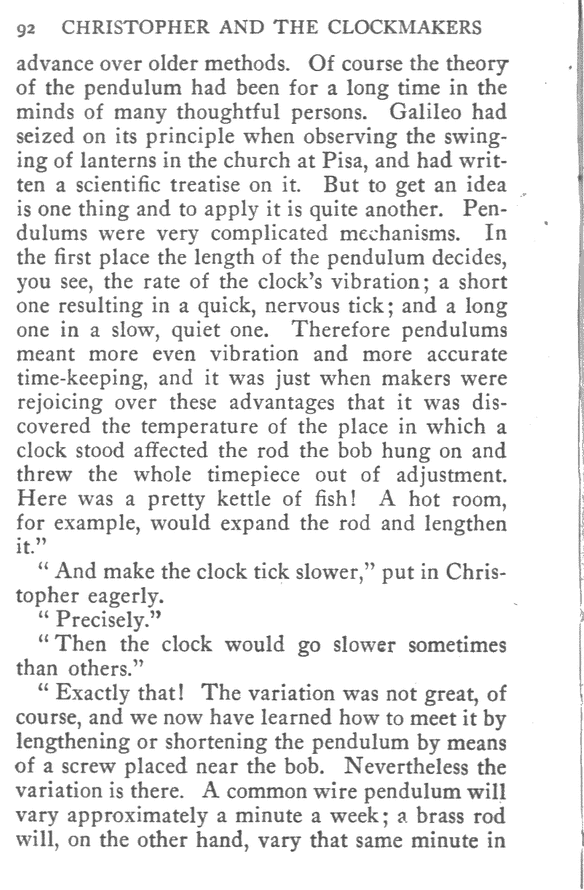 92 CHRISTOPHER AND THE CLOCKMAKERS
advance over older methods. Of course the theory
of the pendulum had been for a long time in the
minds of many thoughtful persons. Galileo had
seized on its principle when observing the swing-
ing of lanterns in the church at Pisa, and had writ-
ten a scientific treatise on it. But to get an idea
is one thing and to apply it is quite another. Pen-
dulums were very complicated mechanisms. In
the first place the length of the pendulum decides,
you see, the rate of the clock's vibration; a short
one resulting in a quick, nervous tick; and a long
one in a slow, quiet one. Therefore pendulums
meant more even vibration and more accurate
time-keeping, and it was just when makers were
rejoicing over these advantages that it was dis-
covered the temperature of the place in which a
clock stood affected the rod the bob hung on and
threw the whole timepiece out of adjustment.
Here was a pretty kettle of fish! A hot room,
for example, would expand the rod and lengthen
it."
"And make the clock tick slower," put in Chris-
topher eagerly.
"Precisely."
"Then the clock would go slower sometimes
than others."
"Exactly that! The variation was not great, of
course, and we now have learned how to meet it by
lengthening or shortening the pendulum by means
of a screw placed near the bob. Nevertheless the
variation is there. A common wire pendulum will
vary approximately a minute a week; a brass rod
will, on the other hand, vary that same minute in